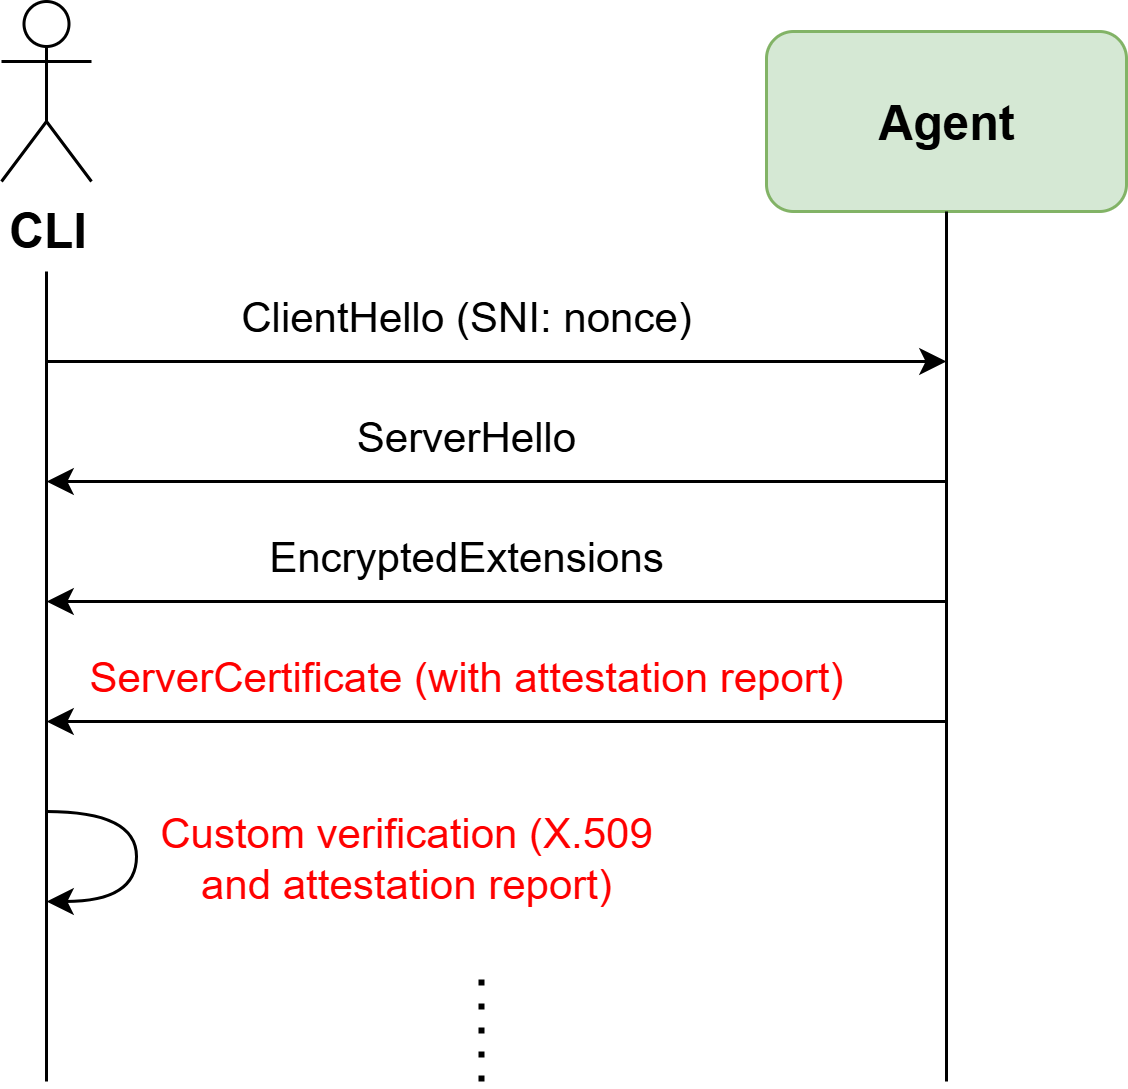 Agent
CLI
ClientHello (SNI: nonce)
ServerHello
EncryptedExtensions
ServerCertificate (with attestation report)
Custom verification (X.509
and attestation report)